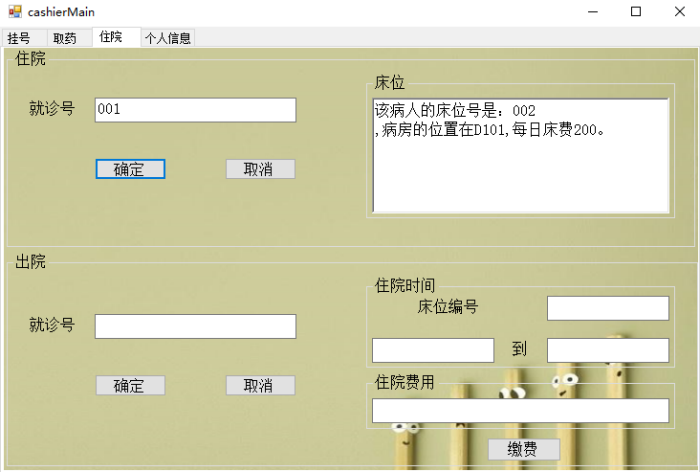 cashierMain
挂号 取药 住院 个人信息
住院
床位
就诊号 001
该病人的床位号是：002
,病房的位置在D101,每日床费200。
确定 取消
出院
住院时间
床位编号
就诊号
到
确定 取消
住院费用
缴费